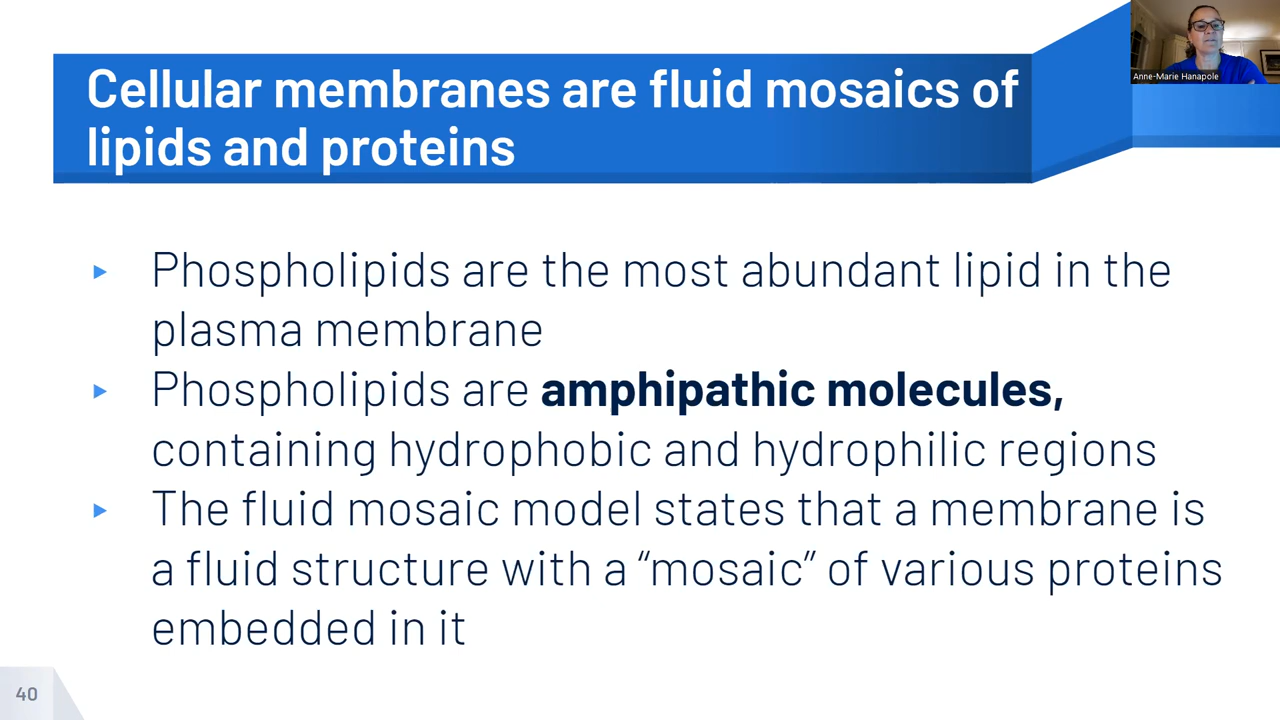 Anne-Marie Hanapole
Cellular membranes are fluid mosaics of
lipids and proteins
▸ Phospholipids are the most abundant lipid in the
plasma membrane
▸ Phospholipids are amphipathic molecules,
containing hydrophobic and hydrophilic regions
▸ The fluid mosaic model states that a membrane is
a fluid structure with a “mosaic” of various proteins
embedded in it
40